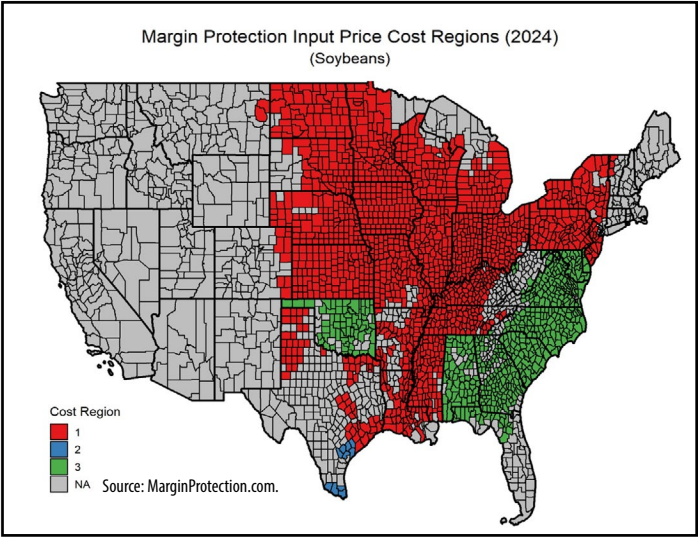 Margin Protection Input Price Cost Regions (2024)
(Soybeans)
Cost Region
1
2
3
NA
Source: MarginProtection.com.